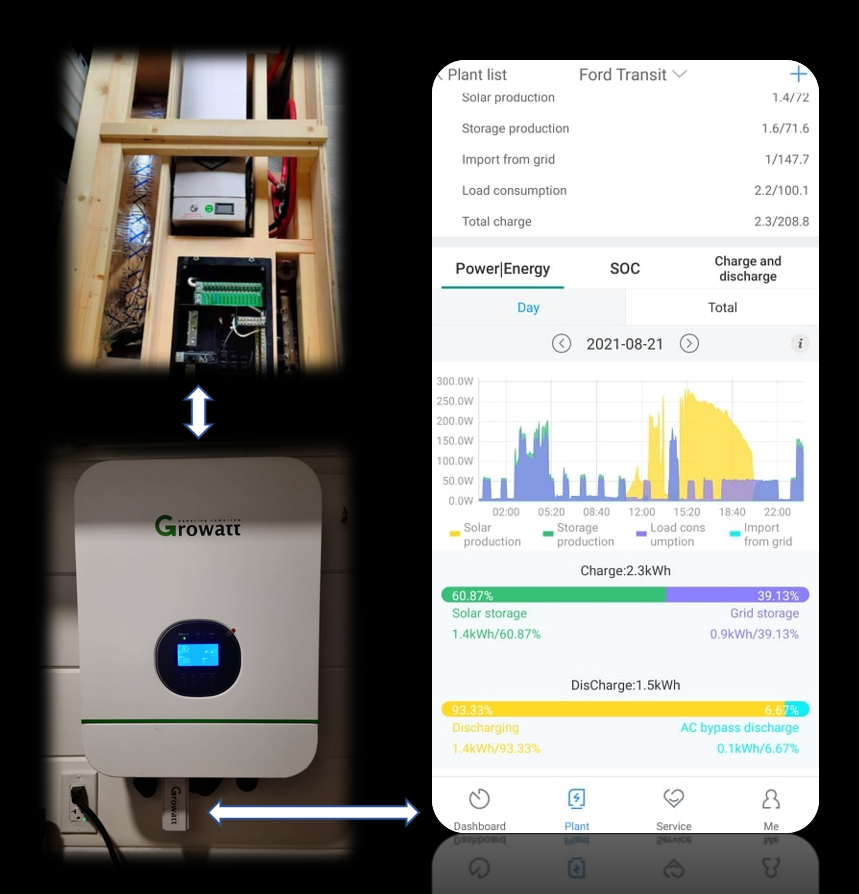 Plant list
Ford Transit
Solar production 1.4/72
Storage production 1.6/71.6
Import from grid 1/147.7
Load consumption 2.2/100.1
Total charge 2.3/208.8
Power|Energy SOC Charge and
discharge
Day Total
2021-08-21
i
300.0W
250.0W
200.0W
150.0W
100.0W
50.0W
0.0W
02:00 05:20 08:40 12:00 15:20 18:40 22:00
Solar Storage Load cons Import
production production umption from grid
Charge:2.3kWh
60.87% 39.13%
Solar storage Grid storage
1.4kWh/60.87% 0.9kWh/39.13%
DisCharge:1.5kWh
93.33% 6.67%
Discharging AC bypass discharge
1.4kWh/93.33% 0.1kWh/6.67%
Dashboard Plant Service Me
Growatt
Growatt